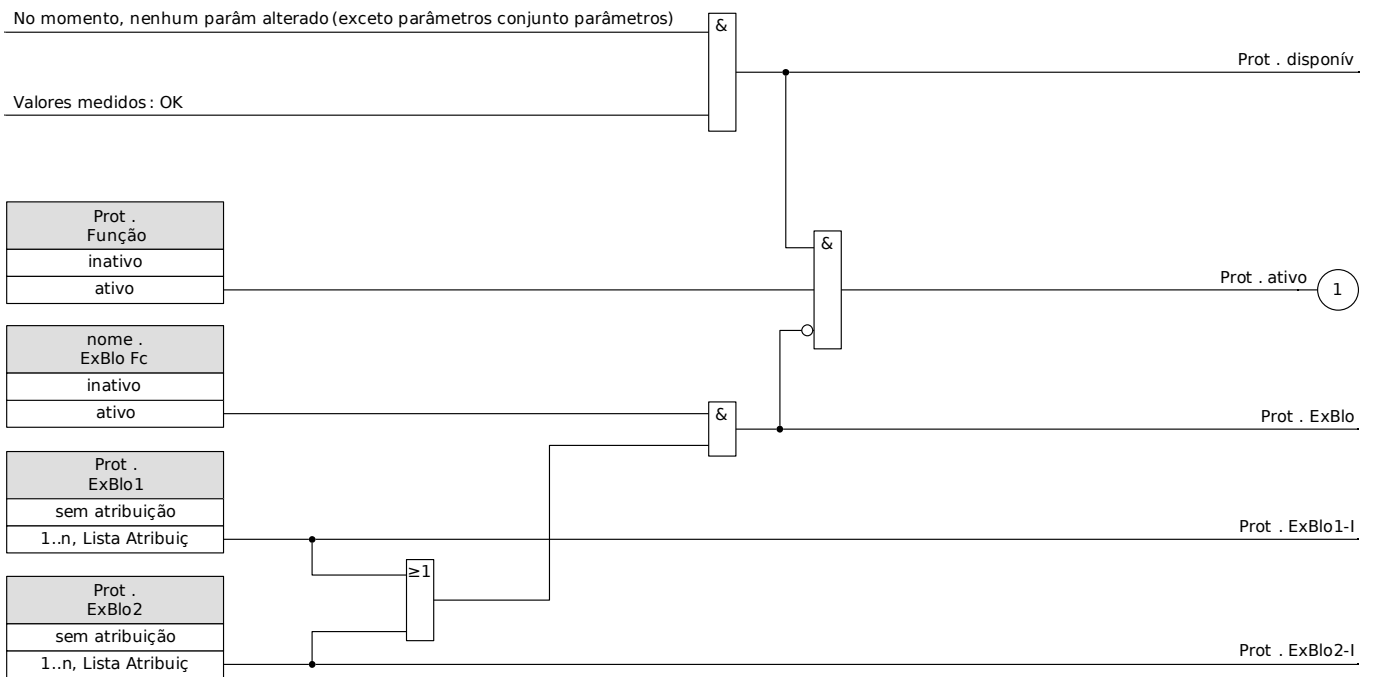 No momento, nenhum parâm alterado (exceto parâmetros conjunto parâmetros)
&
Prot . disponív
Valores medidos : OK
Prot .
Função
inativo
ativo
&
Prot . ativo
1
nome .
ExBlo Fc
inativo
ativo
&
Prot . ExBlo
Prot .
ExBlo1
sem atribuição
1..n, Lista Atribuiç
Prot . ExBlo1-I
≥1
Prot .
ExBlo2
sem atribuição
1..n, Lista Atribuiç
Prot . ExBlo2-I